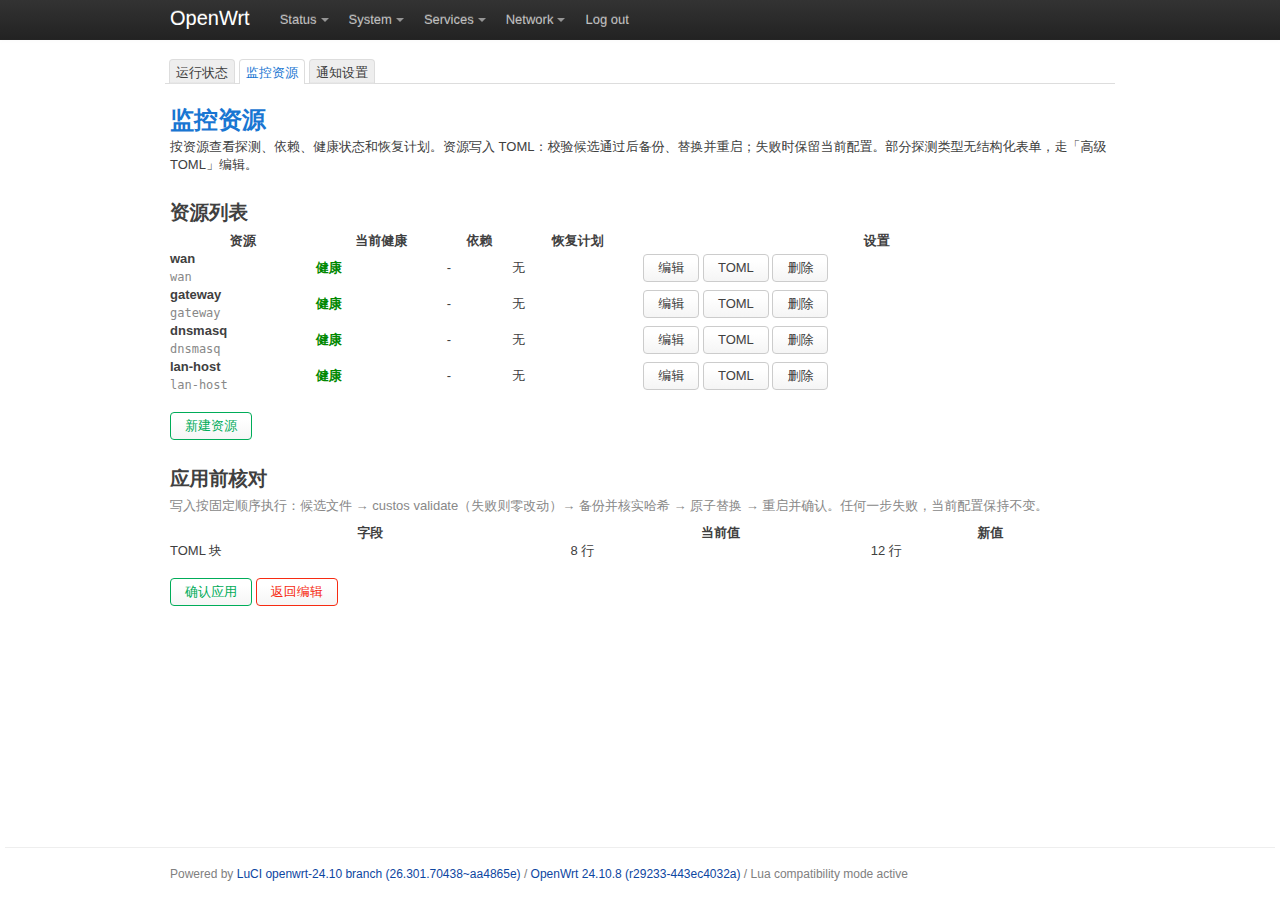 OpenWrt Status System Services Network Log out
运行状态 监控资源 通知设置
监控资源
按资源查看探测、依赖、健康状态和恢复计划。资源写入 TOML：校验候选通过后备份、替换并重启；失败时保留当前配置。部分探测类型无结构化表单，走「高级
TOML」编辑。
资源列表
资源 当前健康 依赖 恢复计划 设置
wan
wan 健康 - 无 编辑 TOML 删除
gateway
gateway 健康 - 无 编辑 TOML 删除
dnsmasq
dnsmasq 健康 - 无 编辑 TOML 删除
lan-host
lan-host 健康 - 无 编辑 TOML 删除
新建资源
应用前核对
写入按固定顺序执行：候选文件 → custos validate（失败则零改动）→ 备份并核实哈希 → 原子替换 → 重启并确认。任何一步失败，当前配置保持不变。
字段 当前值 新值
TOML 块 8 行 12 行
确认应用 返回编辑
Powered by LuCI openwrt-24.10 branch (26.301.70438~aa4865e) / OpenWrt 24.10.8 (r29233-443ec4032a) / Lua compatibility mode active